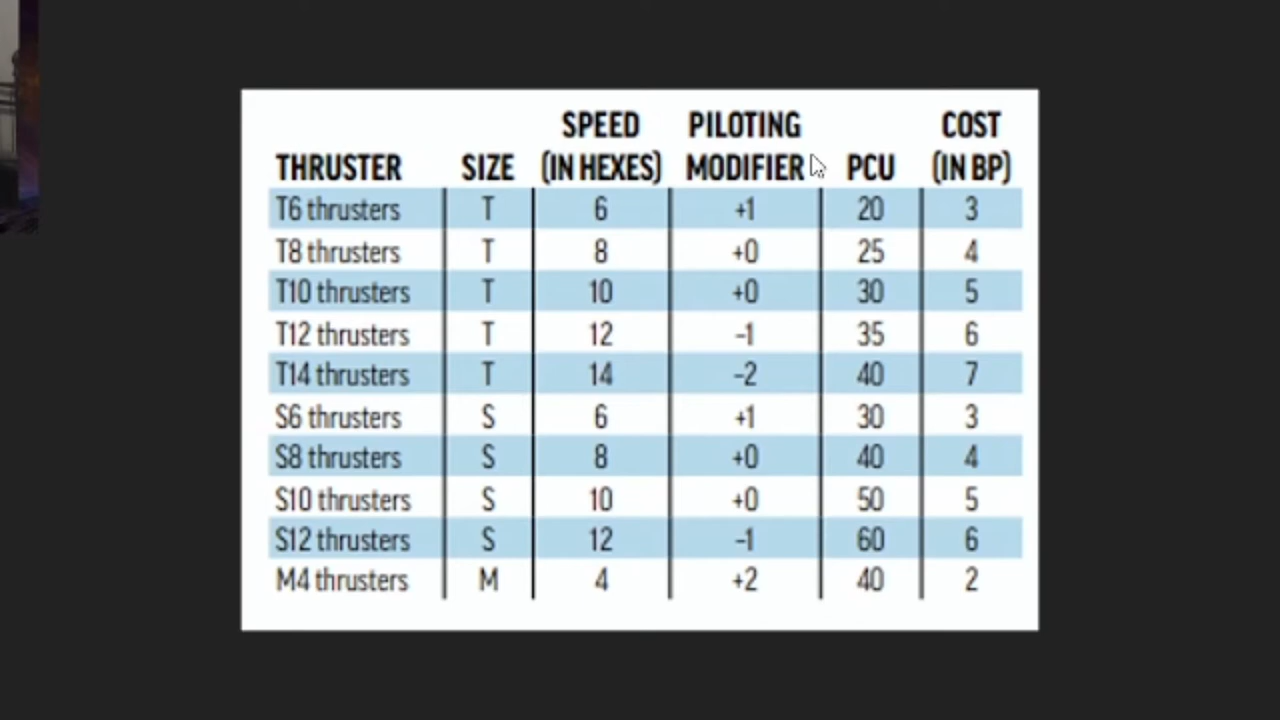 SPEED PILOTING COST
THRUSTER SIZE (IN HEXES) MODIFIER PCU (IN BP)
T6 thrusters T 6 +1 20 3
T8 thrusters T 8 +0 25 4
T10 thrusters T 10 +0 30 5
T12 thrusters T 12 -1 35 6
T14 thrusters T 14 -2 40 7
S6 thrusters S 6 +1 30 3
S8 thrusters S 8 +0 40 4
S10 thrusters S 10 +0 50 5
S12 thrusters S 12 -1 60 6
M4 thrusters M 4 +2 40 2